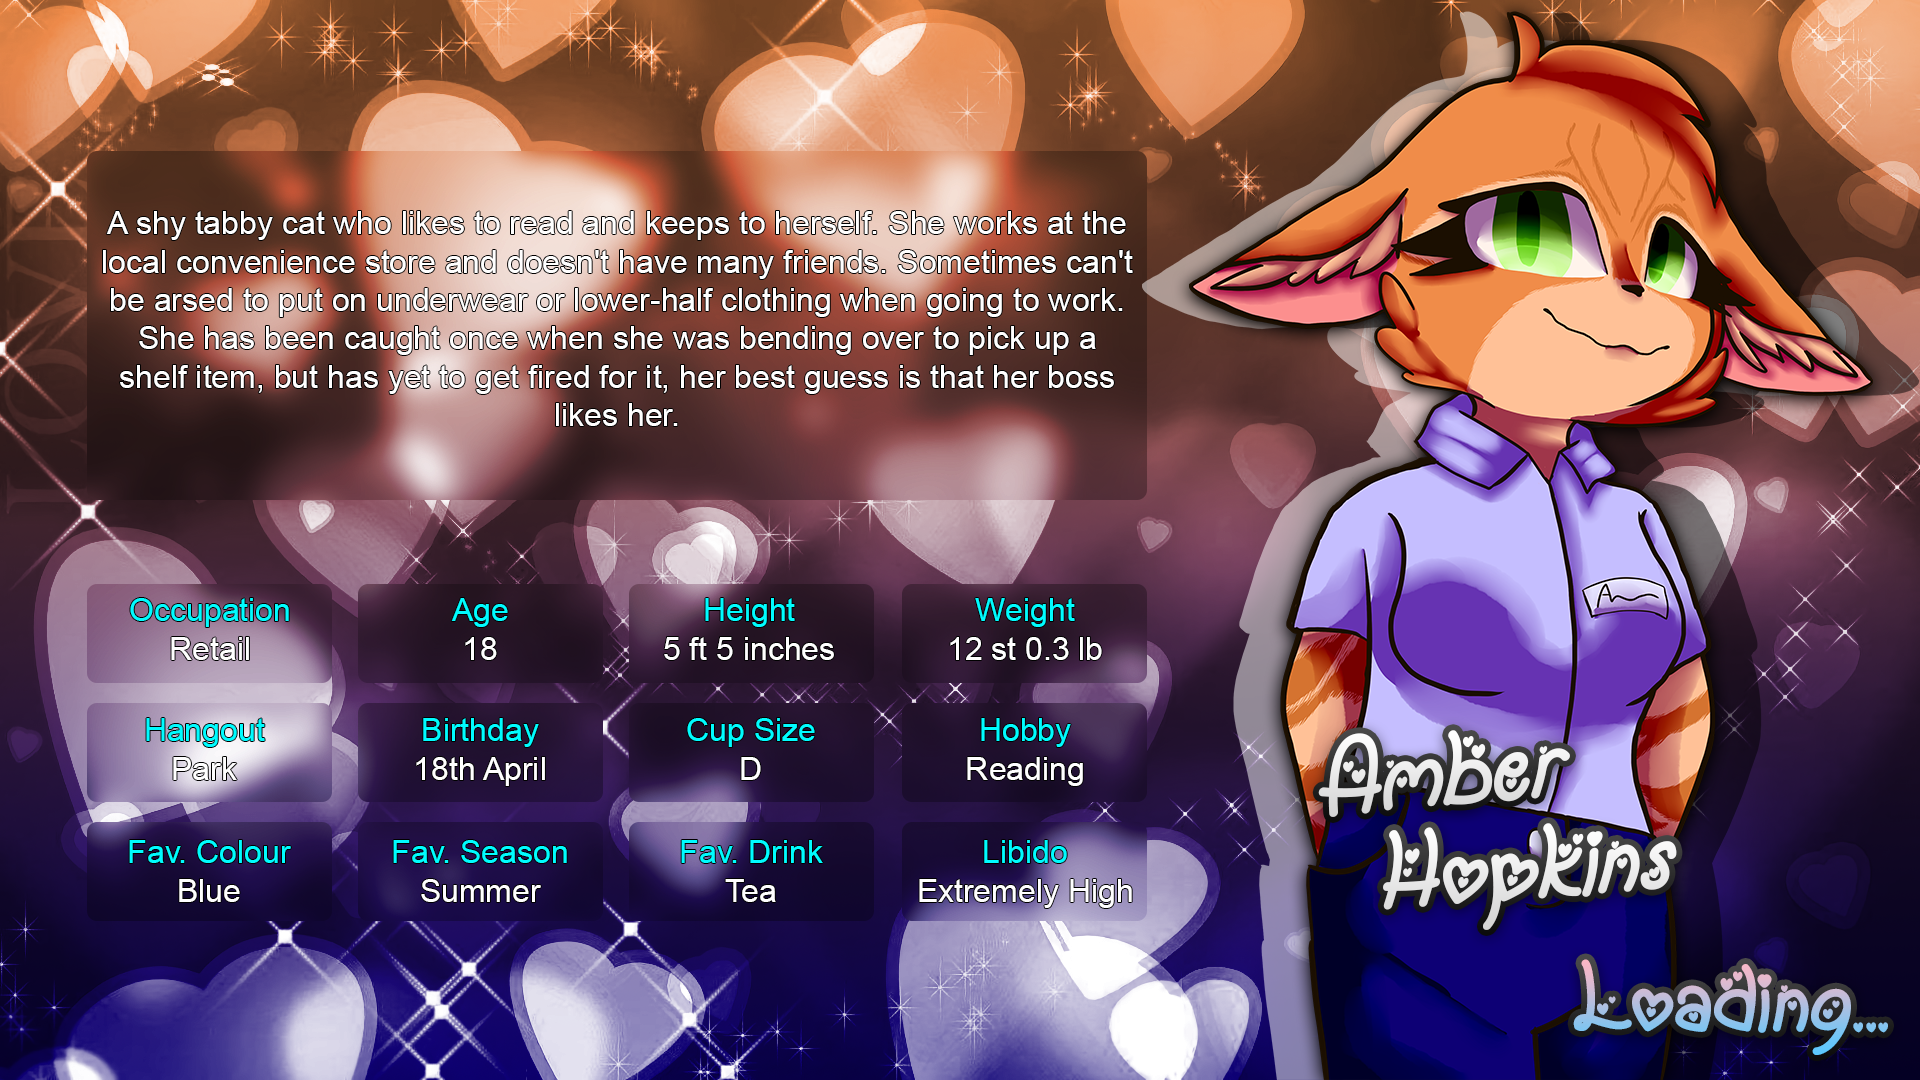 A shy tabby cat who likes to read and keeps to herself. She works at the
local convenience store and doesn't have many friends. Sometimes can't
be arsed to put on underwear or lower-half clothing when going to work.
She has been caught once when she was bending over to pick up a
shelf item, but has yet to get fired for it, her best guess is that her boss
likes her.
Occupation
Retail
Age
18
Height
5 ft 5 inches
Weight
12 st 0.3 lb
Hangout
Park
Birthday
18th April
Cup Size
D
Hobby
Reading
Fav. Colour
Blue
Fav. Season
Summer
Fav. Drink
Tea
Libido
Extremely High
Amber
Hopkins
Loading...